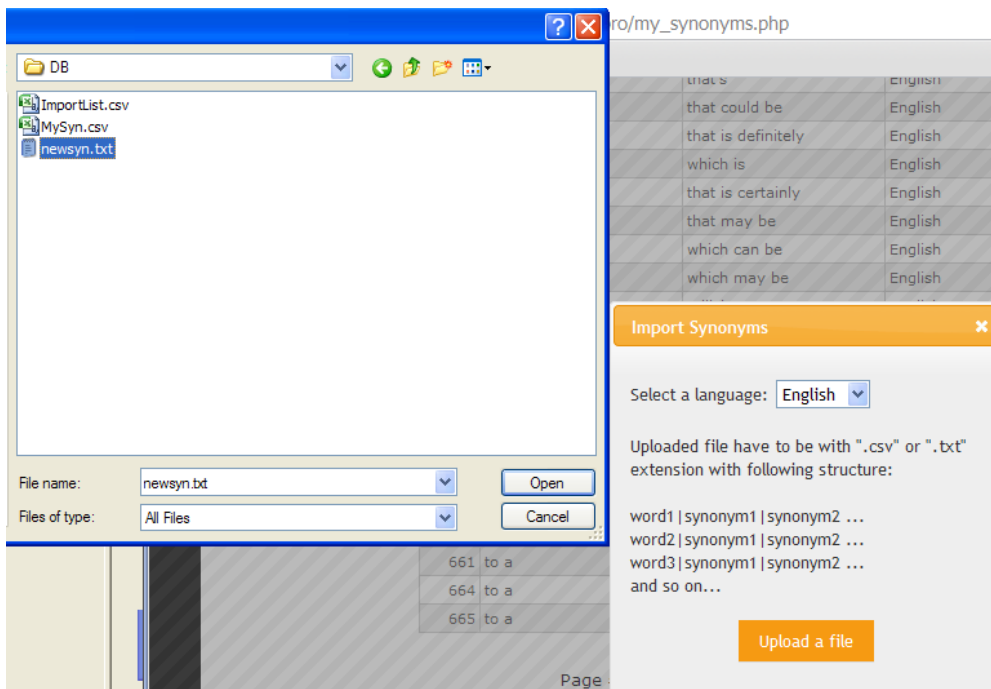 ro/my_synonyms.php
DB
ImportList.csv
MySyn.csv
newsyn.txt
File name:
newsyn.txt
Open
Files of type:
All Files
Cancel
that's English
that could be English
that is definitely English
which is English
that is certainly English
that may be English
which can be English
which may be English
Import Synonyms
Select a language: English
Uploaded file have to be with ".csv" or ".txt"
extension with following structure:
word1|synonym1|synonym2 ...
word2|synonym1|synonym2 ...
word3|synonym1|synonym2 ...
and so on...
Upload a file
661 to a
664 to a
665 to a
Page